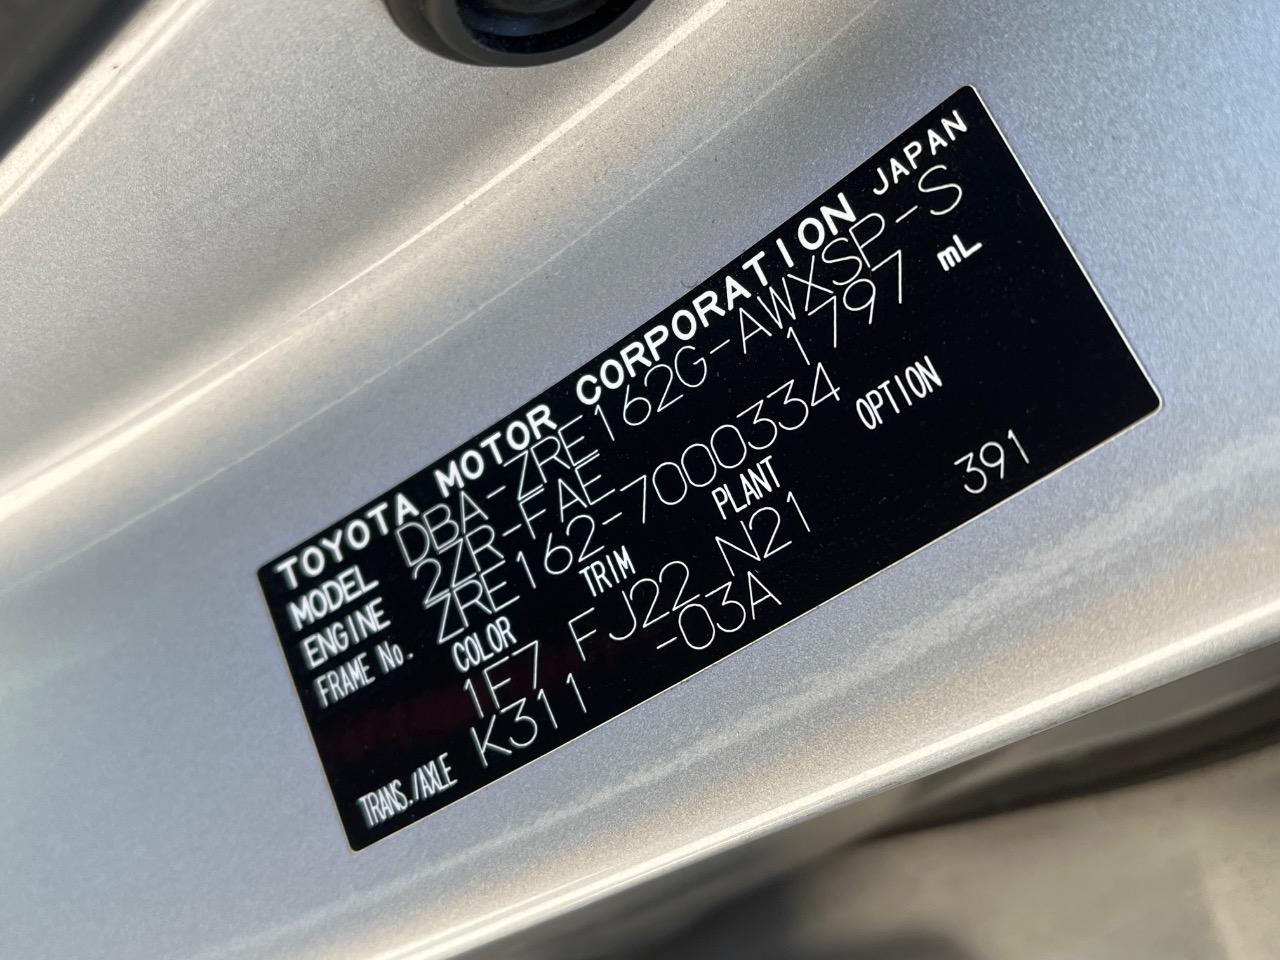 TOYOTA MOTOR CORPORATION JAPAN
MODEL DBA-ZRE162G-AWXSP-S
ENGINE 2ZR-FAE 1797 mL
FRAME No. ZRE162-7000334
COLOR TRIM PLANT OPTION
1F7 FJ22 N21 391
TRANS./AXLE K311 -03A